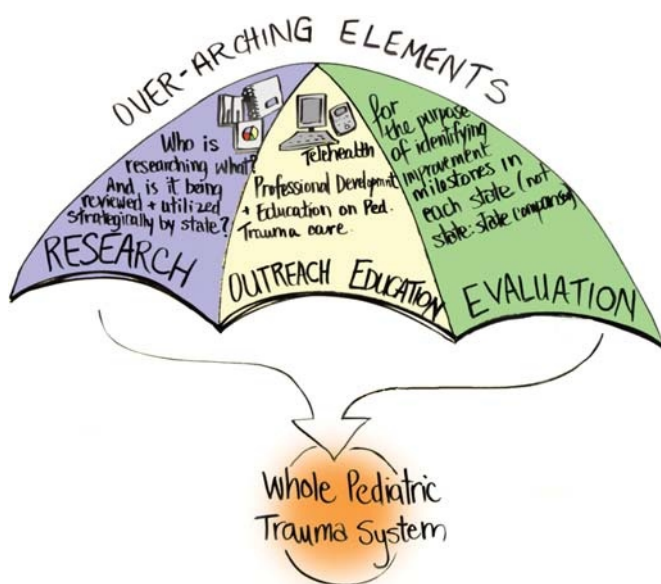 OVER-ARCHING ELEMENTS
Who is
researching what?
And is it being
reviewed + utilized
strategically by state?
RESEARCH
Telehealth
Professional Development
+ Education on Ped.
Trauma care.
OUTREACH EDUCATION
for
the purpose
of identifying
improvement
milestones in
each state (not
state:state comparison)
EVALUATION
Whole Pediatric
Trauma System